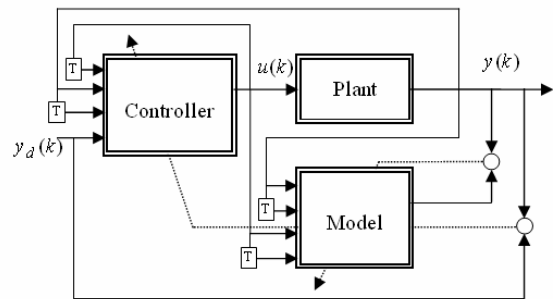 T
u(k)
y(k)
Controller
Plant
T
y_d(k)
T
Model
T